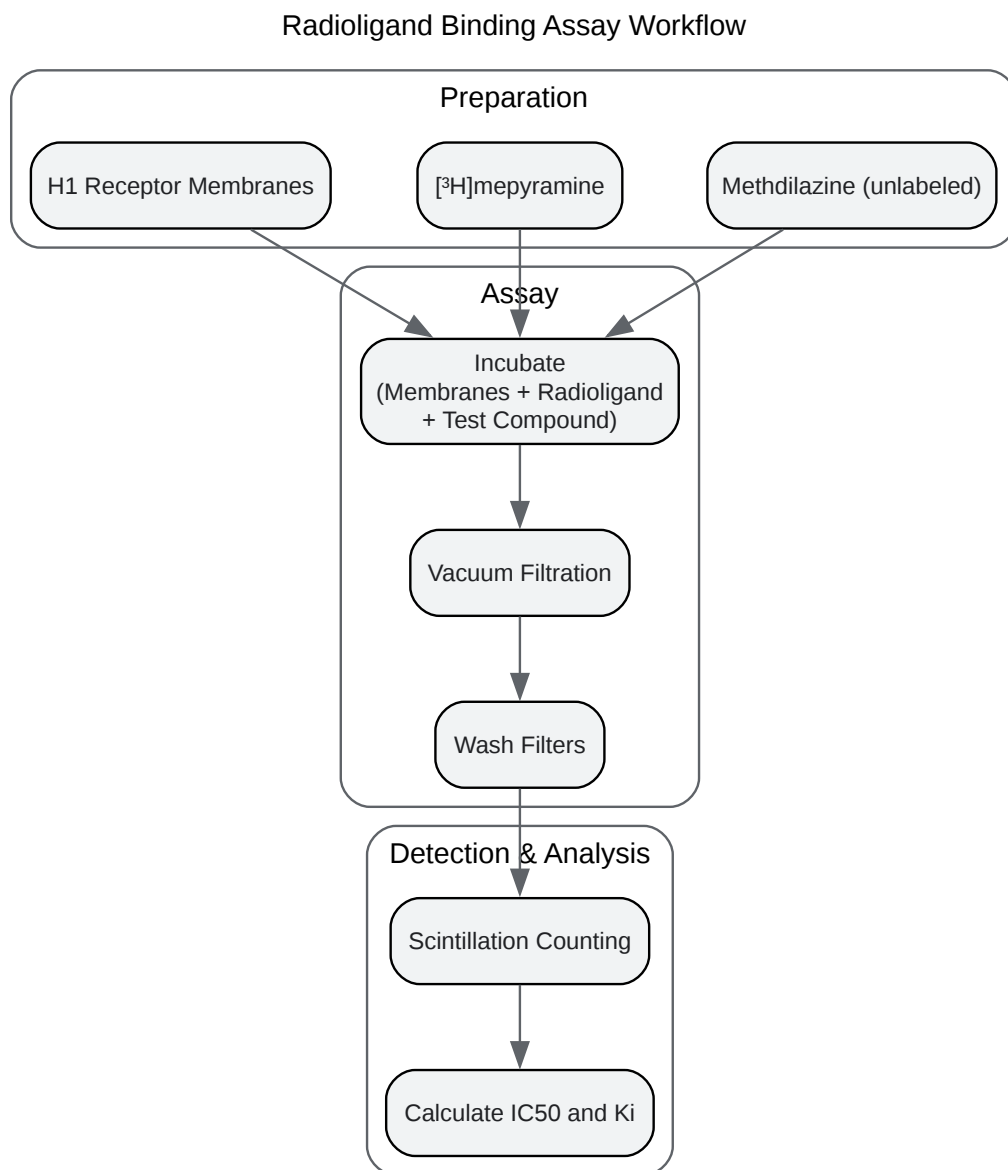 Radioligand Binding Assay Workflow
Preparation
H1 Receptor Membranes
[³H]mepyramine
Methdilazine (unlabeled)
Assay
Incubate
(Membranes + Radioligand
+ Test Compound)
Vacuum Filtration
Wash Filters
Detection & Analysis
Scintillation Counting
Calculate IC50 and Ki